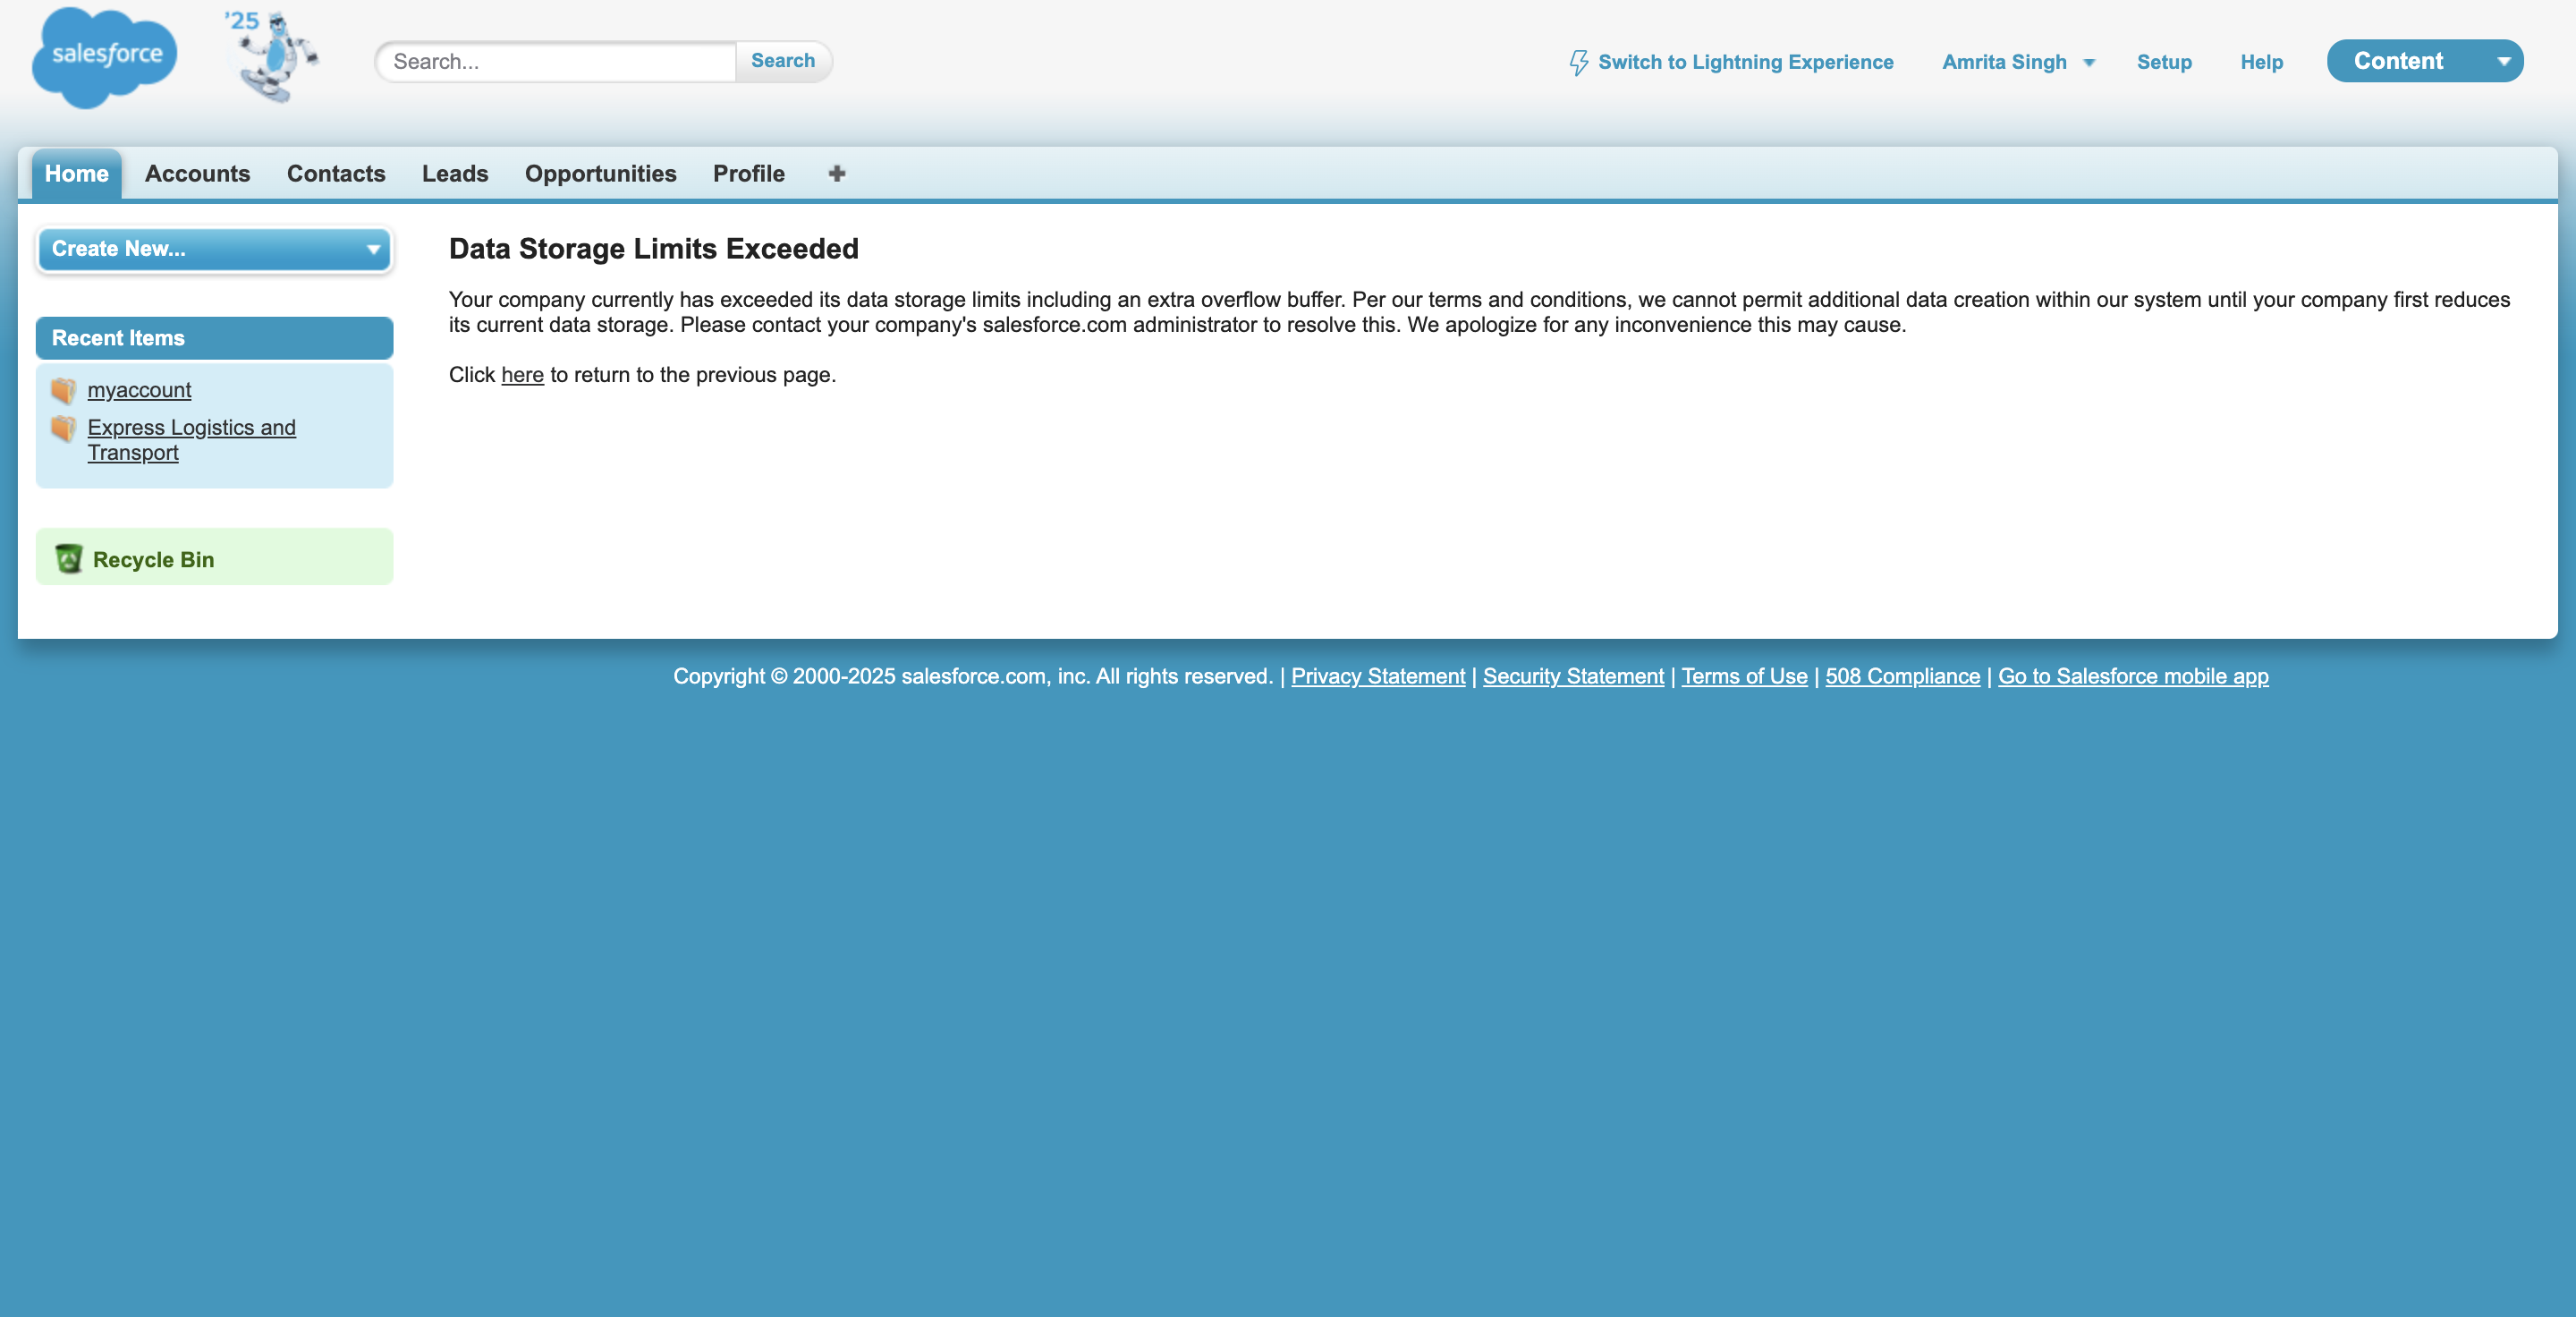 salesforce
'25
Search...
Search
Switch to Lightning Experience
Amrita Singh
Setup
Help
Content
Home
Accounts
Contacts
Leads
Opportunities
Profile
Create New...
Recent Items
myaccount
Express Logistics and
Transport
Recycle Bin
Data Storage Limits Exceeded
Your company currently has exceeded its data storage limits including an extra overflow buffer. Per our terms and conditions, we cannot permit additional data creation within our system until your company first reduces
its current data storage. Please contact your company's salesforce.com administrator to resolve this. We apologize for any inconvenience this may cause.
Click here to return to the previous page.
Copyright © 2000-2025 salesforce.com, inc. All rights reserved. | Privacy Statement | Security Statement | Terms of Use | 508 Compliance | Go to Salesforce mobile app